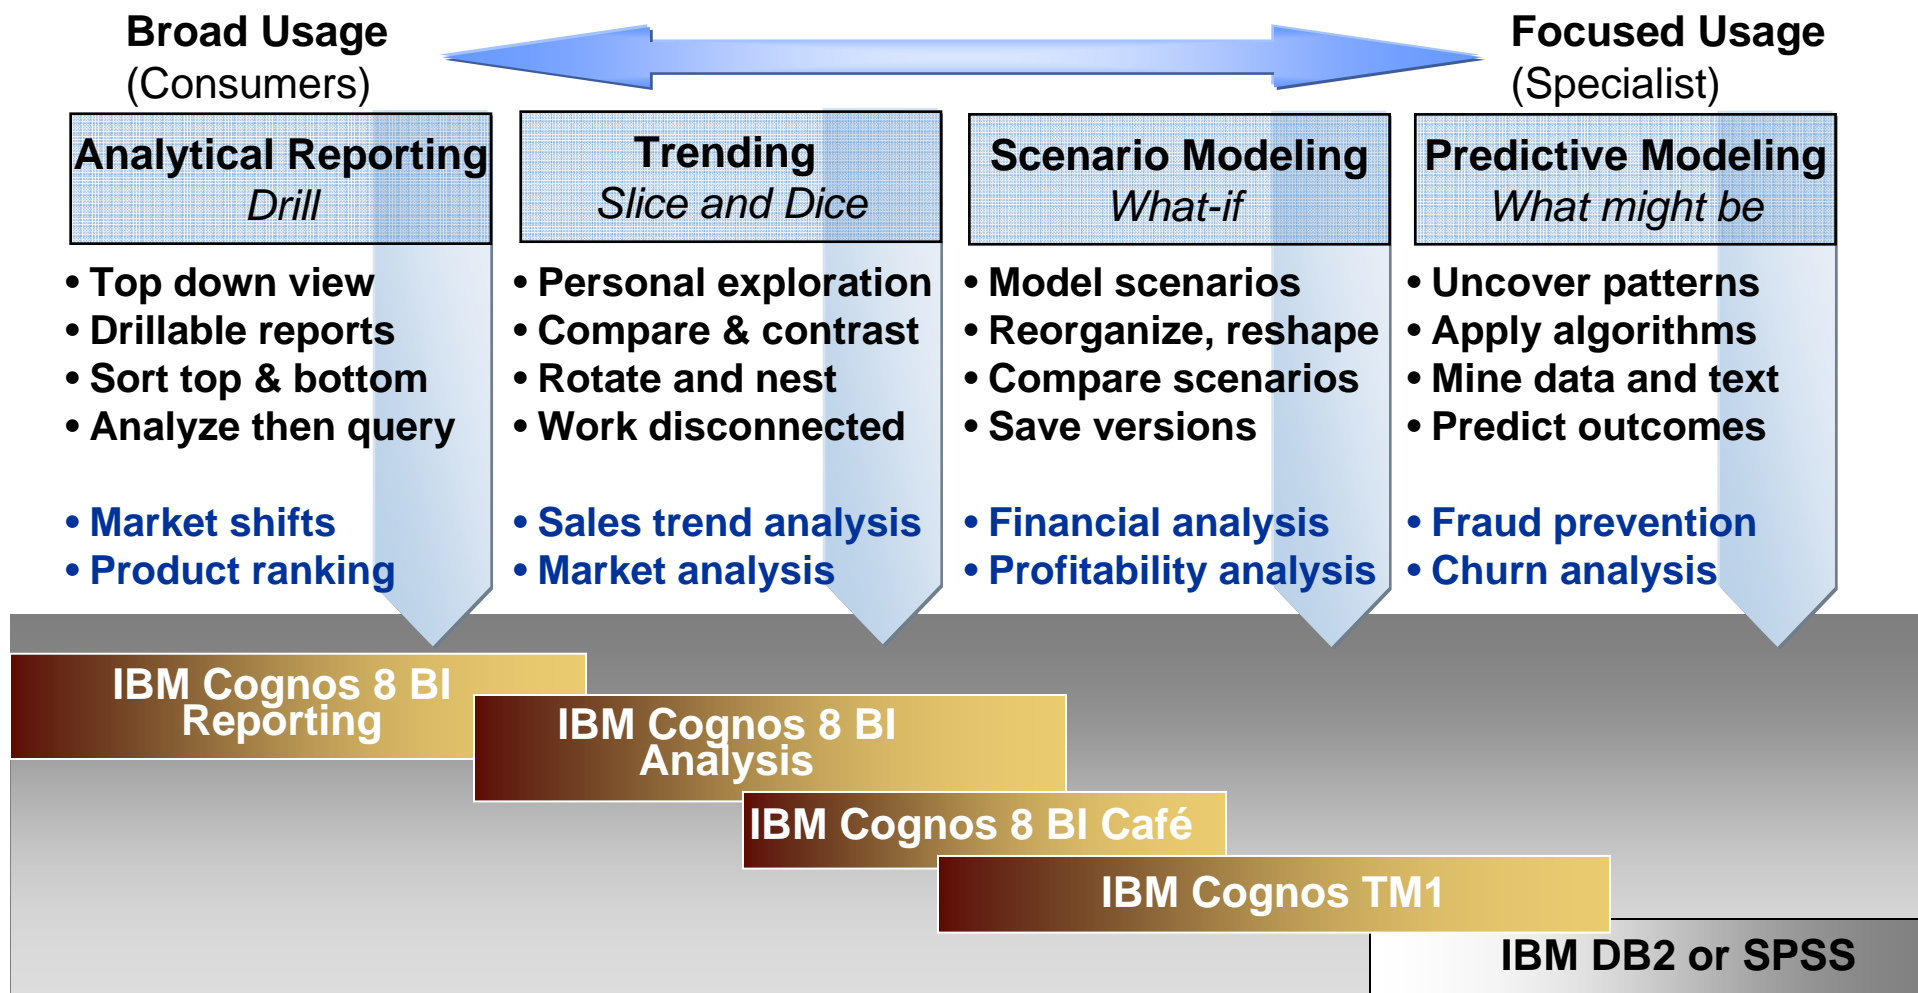 Broad Usage
(Consumers)
Focused Usage
(Specialist)
Analytical Reporting
Drill
• Top down view
• Drillable reports
• Sort top & bottom
• Analyze then query
• Market shifts
• Product ranking
Trending
Slice and Dice
• Personal exploration
• Compare & contrast
• Rotate and nest
• Work disconnected
• Sales trend analysis
• Market analysis
Scenario Modeling
What-if
• Model scenarios
• Reorganize, reshape
• Compare scenarios
• Save versions
• Financial analysis
• Profitability analysis
Predictive Modeling
What might be
• Uncover patterns
• Apply algorithms
• Mine data and text
• Predict outcomes
• Fraud prevention
• Churn analysis
IBM Cognos 8 BI
Reporting
IBM Cognos 8 BI
Analysis
IBM Cognos 8 BI Café
IBM Cognos TM1
IBM DB2 or SPSS